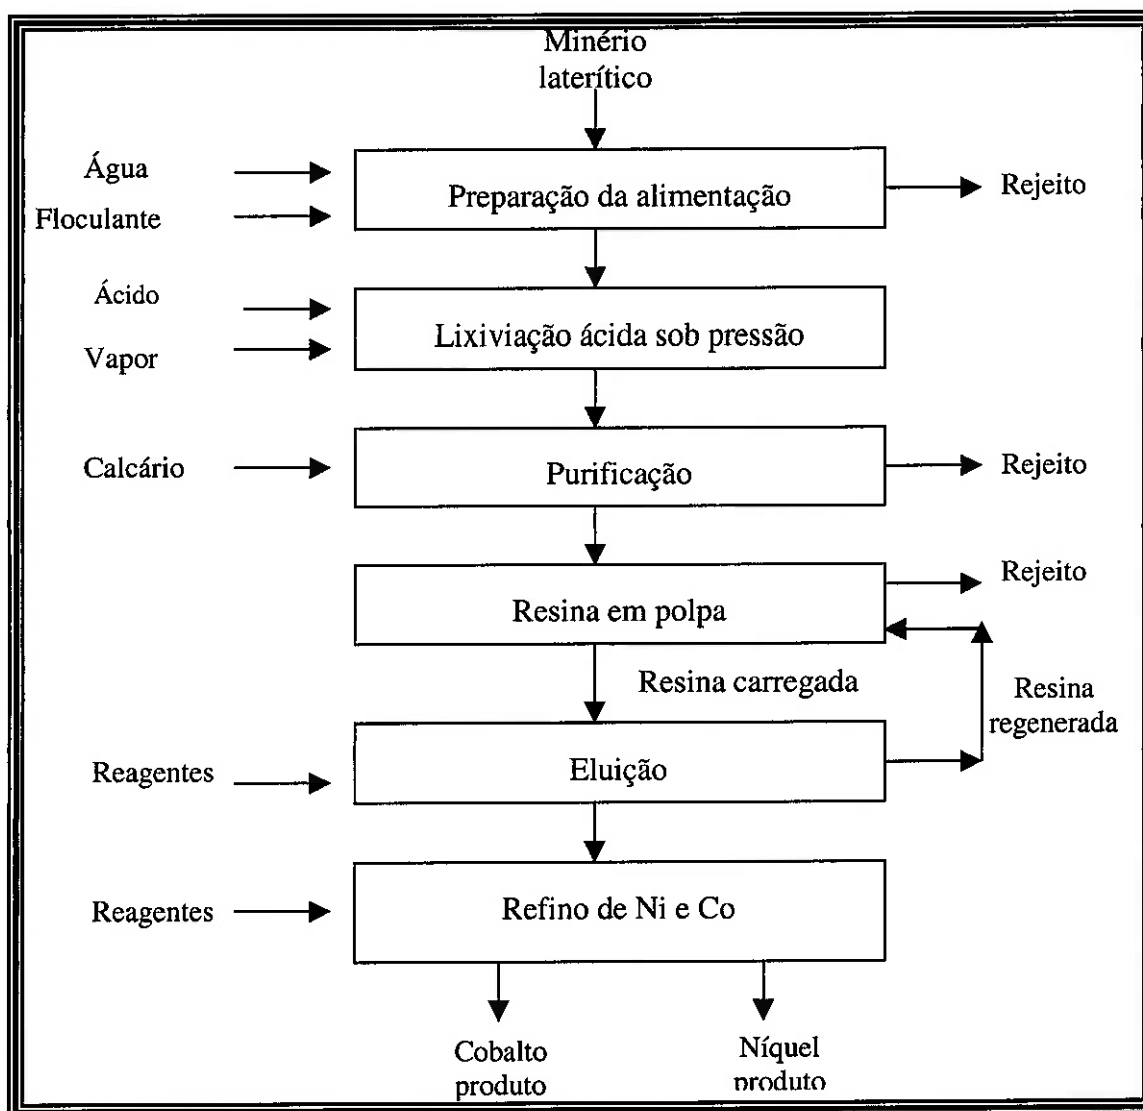 Minério
laterítico
Água
Floculante
Preparação da alimentação
Rejeito
Ácido
Vapor
Lixiviação ácida sob pressão
Calcário
Purificação
Rejeito
Resina em polpa
Rejeito
Resina carregada
Resina
regenerada
Reagentes
Eluição
Reagentes
Refino de Ni e Co
Cobalto
produto
Níquel
produto